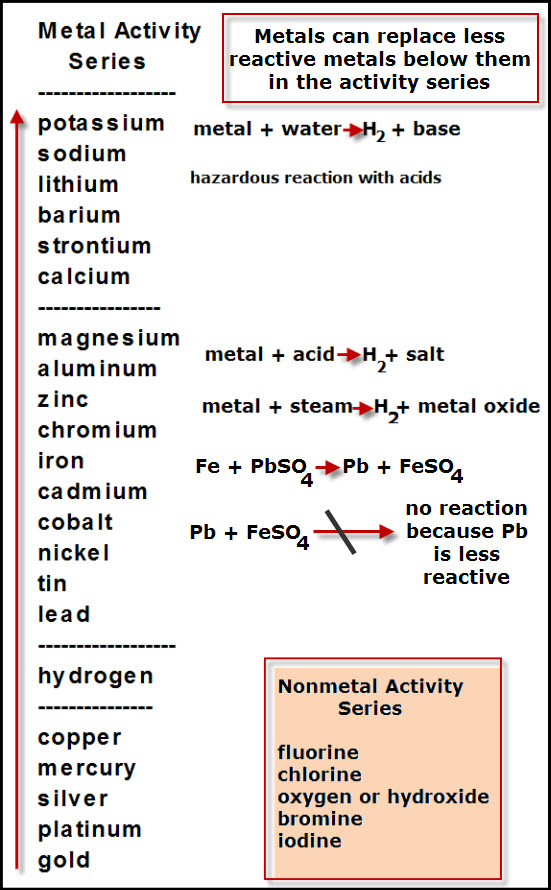 Metal Activity
Series
------------------
Metals can replace less
reactive metals below them
in the activity series
potassium
sodium
lithium
barium
strontium
calcium
metal + water → H2 + base
hazardous reaction with acids
----------------
magnesium
aluminum
zinc
chromium
iron
cadmium
cobalt
nickel
tin
lead
metal + acid → H2 + salt
metal + steam → H2 + metal oxide
Fe + PbSO4 → Pb + FeSO4
Pb + FeSO4 → no reaction
because Pb
is less
reactive
------------------
hydrogen
---------------
copper
mercury
silver
platinum
gold
Nonmetal Activity
Series
fluorine
chlorine
oxygen or hydroxide
bromine
iodine